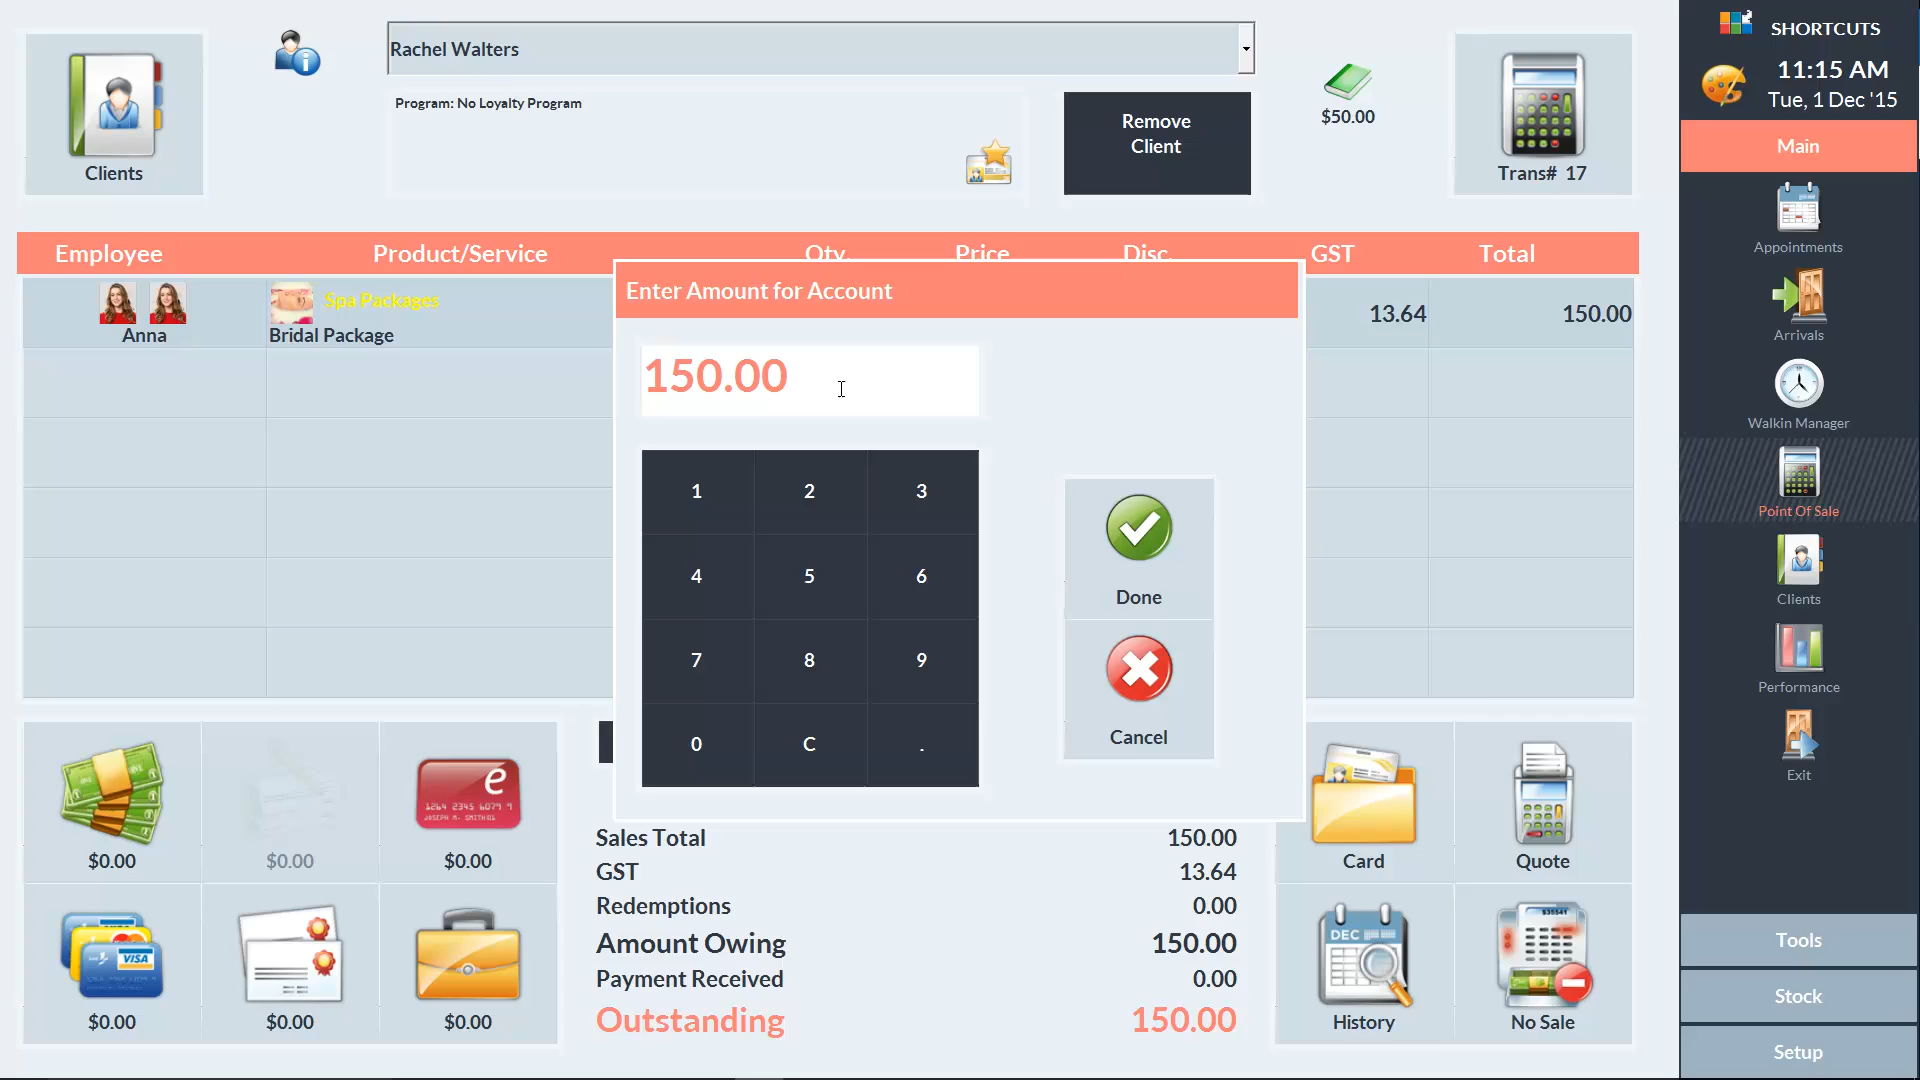 Rachel Walters
Program: No Loyalty Program
Clients
Remove
Client
$50.00
Trans# 17
Employee Product/Service Qty. Price Disc. GST Total
Spa Packages
Anna
Bridal Package
13.64 150.00
Enter Amount for Account
150.00
1 2 3
4 5 6
7 8 9
0 C .
Done
Cancel
$0.00 $0.00 $0.00
$0.00 $0.00 $0.00
Sales Total 150.00
GST 13.64
Redemptions 0.00
Amount Owing 150.00
Payment Received 0.00
Outstanding 150.00
Card
Quote
DEC
History
No Sale
e
VISA
SHORTCUTS
11:15 AM
Tue, 1 Dec '15
Main
Appointments
Arrivals
Walkin Manager
Point Of Sale
Clients
Performance
Exit
Tools
Stock
Setup